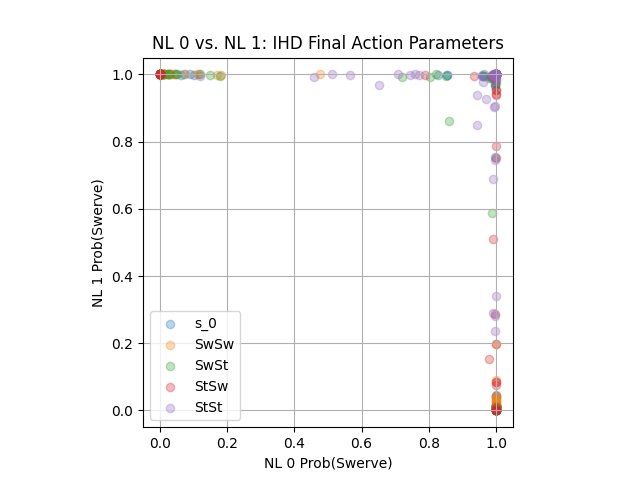 NL 0 vs. NL 1: IHD Final Action Parameters
NL 1 Prob(Swerve)
1.0
0.8
0.6
0.4
0.2
0.0
s_0
SwSw
SwSt
StSw
StSt
0.0 0.2 0.4 0.6 0.8 1.0
NL 0 Prob(Swerve)